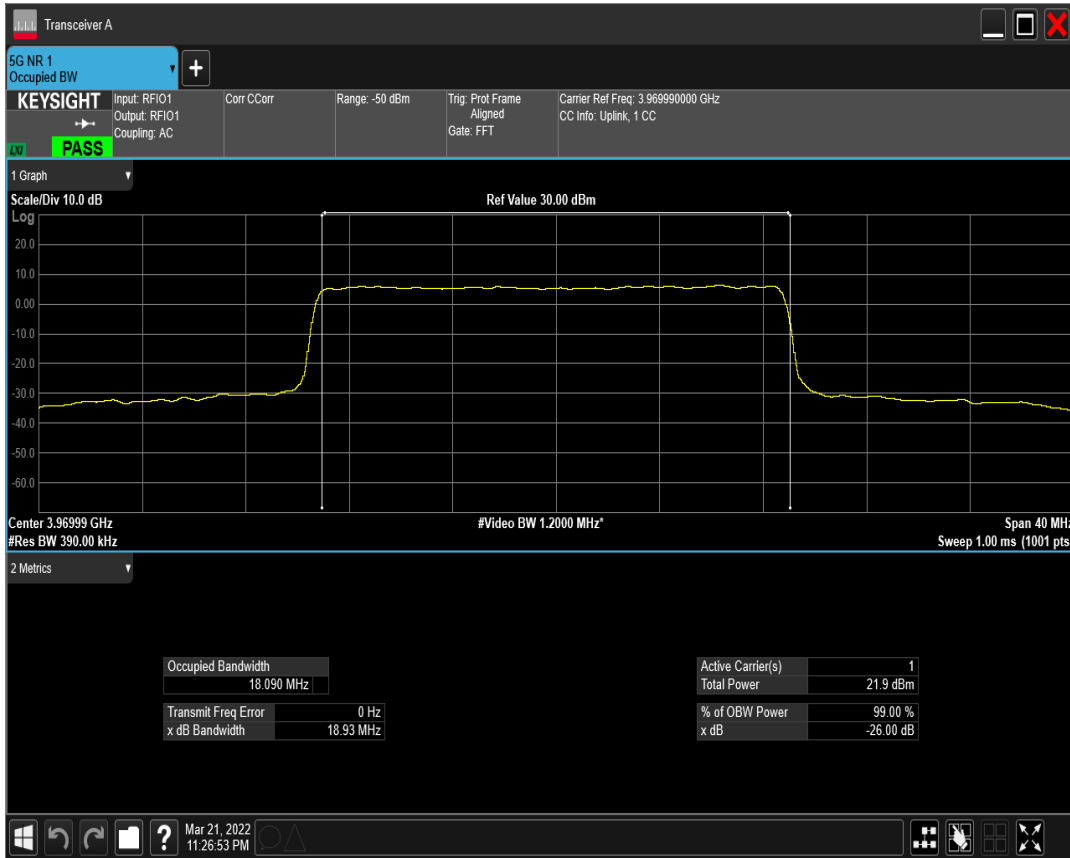 Transceiver A
5G NR 1
Occupied BW
+
KEYSIGHT
LXI
PASS
Input: RFIO1
Output: RFIO1
Coupling: AC
Corr CCorr
Range: -50 dBm
Trig: Prot Frame
Aligned
Gate: FFT
Carrier Ref Freq: 3.969990000 GHz
CC Info: Uplink, 1 CC
1 Graph
Scale/Div 10.0 dB
Ref Value 30.00 dBm
Log
20.0
10.0
0.00
-10.0
-20.0
-30.0
-40.0
-50.0
-60.0
Center 3.96999 GHz
#Video BW 1.2000 MHz*
Span 40 MHz
#Res BW 390.00 kHz
Sweep 1.00 ms (1001 pts
2 Metrics
Occupied Bandwidth
18.090 MHz
Transmit Freq Error 0 Hz
x dB Bandwidth 18.93 MHz
Active Carrier(s) 1
Total Power 21.9 dBm
% of OBW Power 99.00 %
x dB -26.00 dB
?
Mar 21, 2022
11:26:53 PM